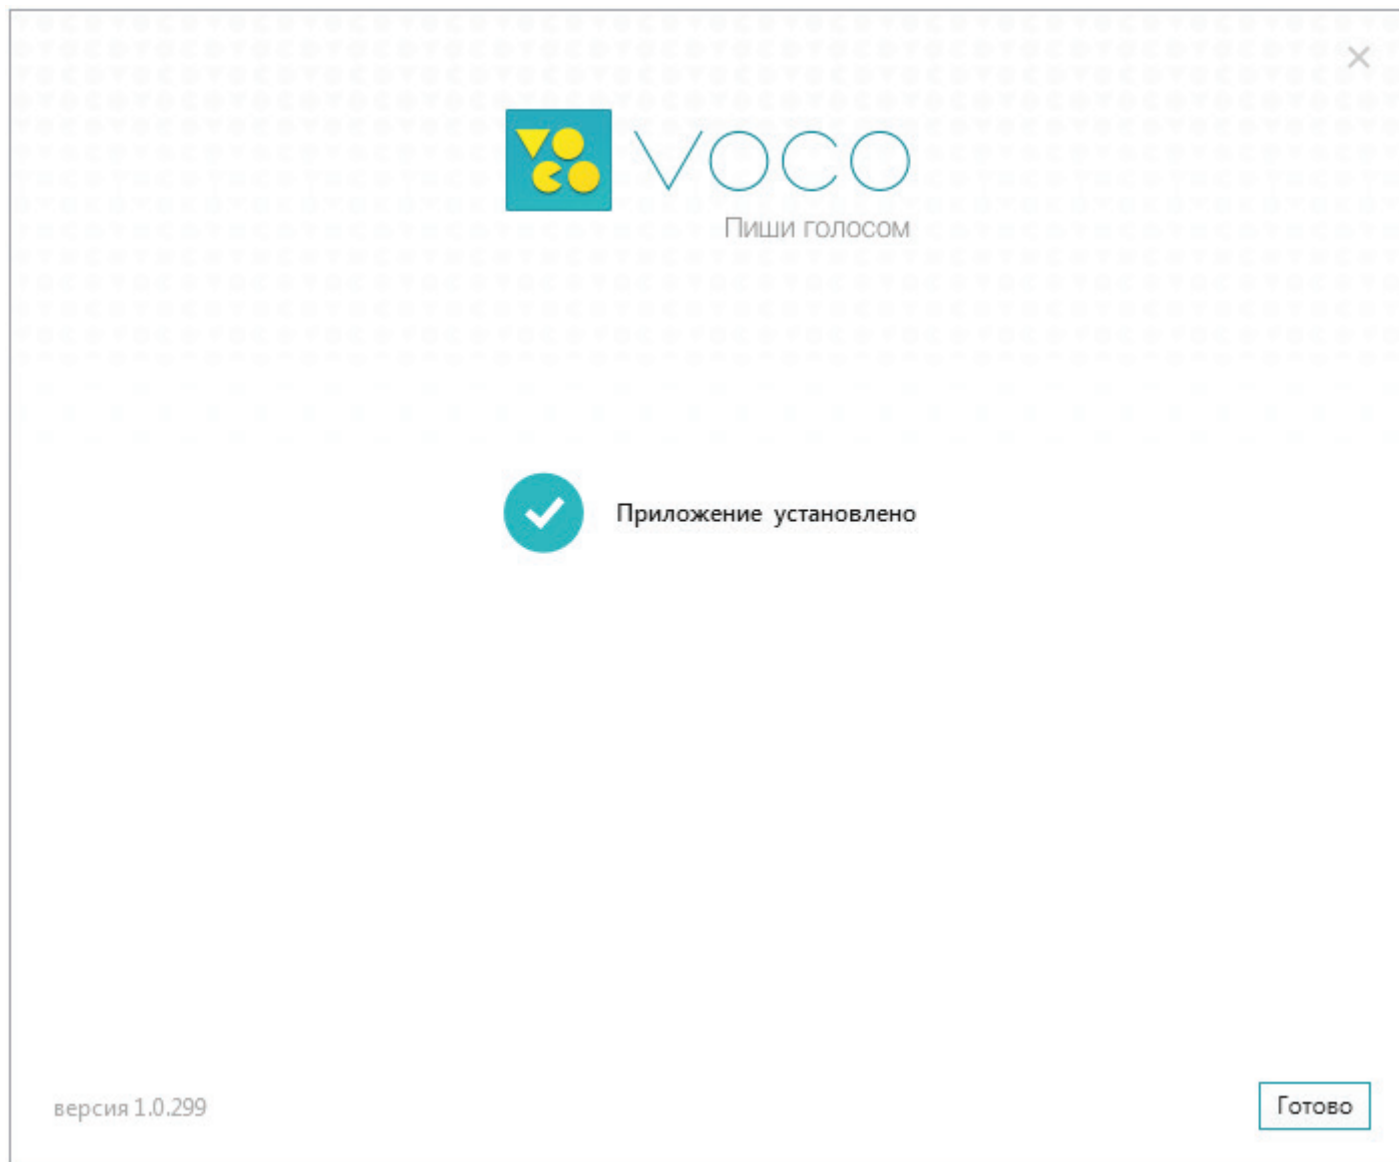 VOCO
Пиши голосом
Приложение установлено
версия 1.0.299
Готово